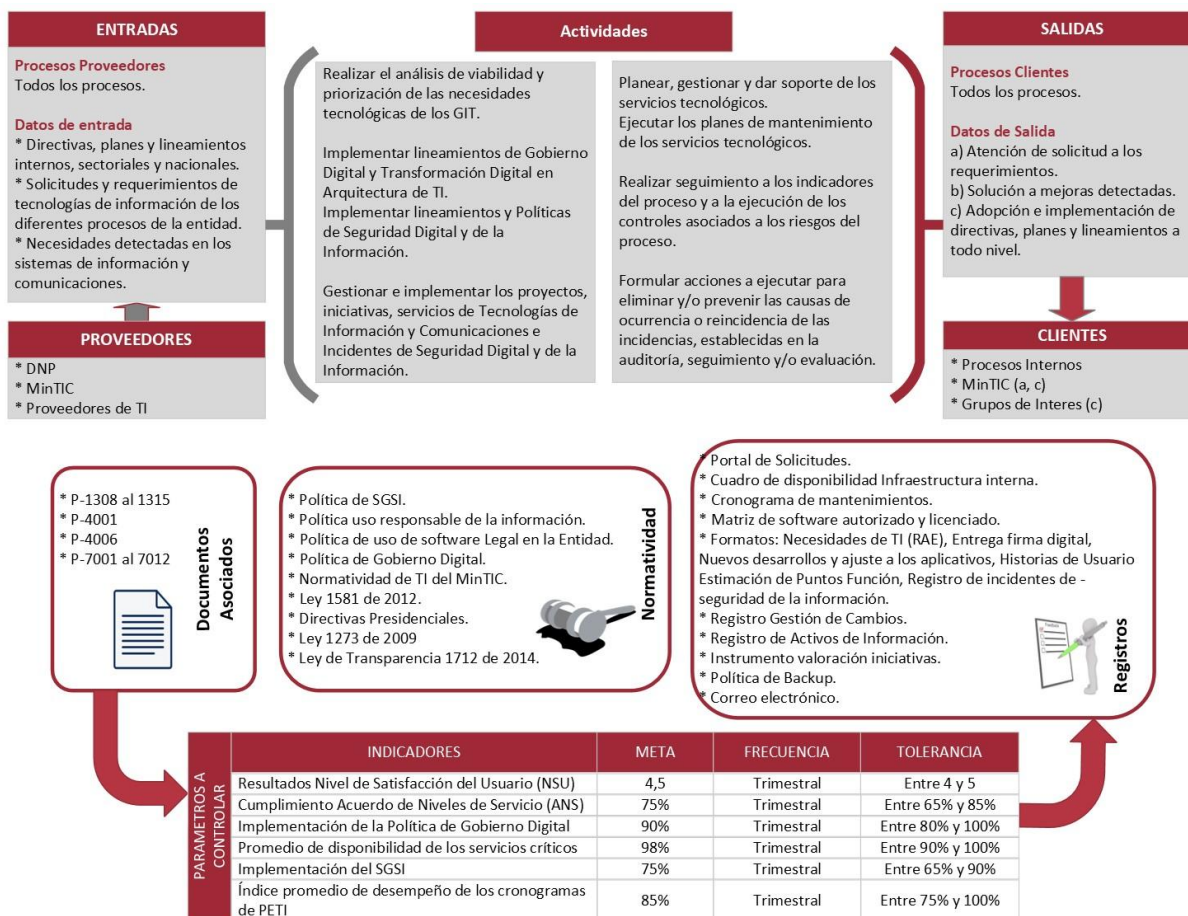 ENTRADAS
Procesos Proveedores
Todos los procesos.
Datos de entrada
* Directivas, planes y lineamientos
internos, sectoriales y nacionales.
* Solicitudes y requerimientos de
tecnologías de información de los
diferentes procesos de la entidad.
* Necesidades detectadas en los
sistemas de información y
comunicaciones.
PROVEEDORES
* DNP
* MinTIC
* Proveedores de TI
Actividades
Realizar el análisis de viabilidad y
priorización de las necesidades
tecnológicas de los GIT.
Implementar lineamientos de Gobierno
Digital y Transformación Digital en
Arquitectura de TI.
Implementar lineamientos y Políticas
de Seguridad Digital y de la
Información.
Gestionar e implementar los proyectos,
iniciativas, servicios de Tecnologías de
Información y Comunicaciones e
Incidentes de Seguridad Digital y de la
Información.
Planear, gestionar y dar soporte de los
servicios tecnológicos.
Ejecutar los planes de mantenimiento
de los servicios tecnológicos.
Realizar seguimiento a los indicadores
del proceso y a la ejecución de los
controles asociados a los riesgos del
proceso.
Formular acciones a ejecutar para
eliminar y/o prevenir las causas de
ocurrencia o reincidencia de las
incidencias, establecidas en la
auditoría, seguimiento y/o evaluación.
SALIDAS
Procesos Clientes
Todos los procesos.
Datos de Salida
a) Atención de solicitud a los
requerimientos.
b) Solución a mejoras detectadas.
c) Adopción e implementación de
directivas, planes y lineamientos a
todo nivel.
CLIENTES
* Procesos Internos
* MinTIC (a, c)
* Grupos de Interes (c)
* P-1308 al 1315
* P-4001
* P-4006
* P-7001 al 7012
Documentos
Asociados
* Política de SGSI.
* Política uso responsable de la información.
* Política de uso de software Legal en la Entidad.
* Política de Gobierno Digital.
* Normatividad de TI del MinTIC.
* Ley 1581 de 2012.
* Directivas Presidenciales.
* Ley 1273 de 2009
* Ley de Transparencia 1712 de 2014.
Normatividad
* Portal de Solicitudes.
* Cuadro de disponibilidad Infraestructura interna.
* Cronograma de mantenimientos.
* Matriz de software autorizado y licenciado.
* Formatos: Necesidades de TI (RAE), Entrega firma digital,
Nuevos desarrollos y ajuste a los aplicativos, Historias de Usuario
Estimación de Puntos Función, Registro de incidentes de -
seguridad de la información.
* Registro Gestión de Cambios.
* Registro de Activos de Información.
* Instrumento valoración iniciativas.
* Política de Backup.
* Correo electrónico.
Registros
PARAMETROS A
CONTROLAR
INDICADORES META FRECUENCIA TOLERANCIA
Resultados Nivel de Satisfacción del Usuario (NSU) 4,5 Trimestral Entre 4 y 5
Cumplimiento Acuerdo de Niveles de Servicio (ANS) 75% Trimestral Entre 65% y 85%
Implementación de la Política de Gobierno Digital 90% Trimestral Entre 80% y 100%
Promedio de disponibilidad de los servicios críticos 98% Trimestral Entre 90% y 100%
Implementación del SGSI 75% Trimestral Entre 65% y 90%
Índice promedio de desempeño de los cronogramas
de PETI 85% Trimestral Entre 75% y 100%